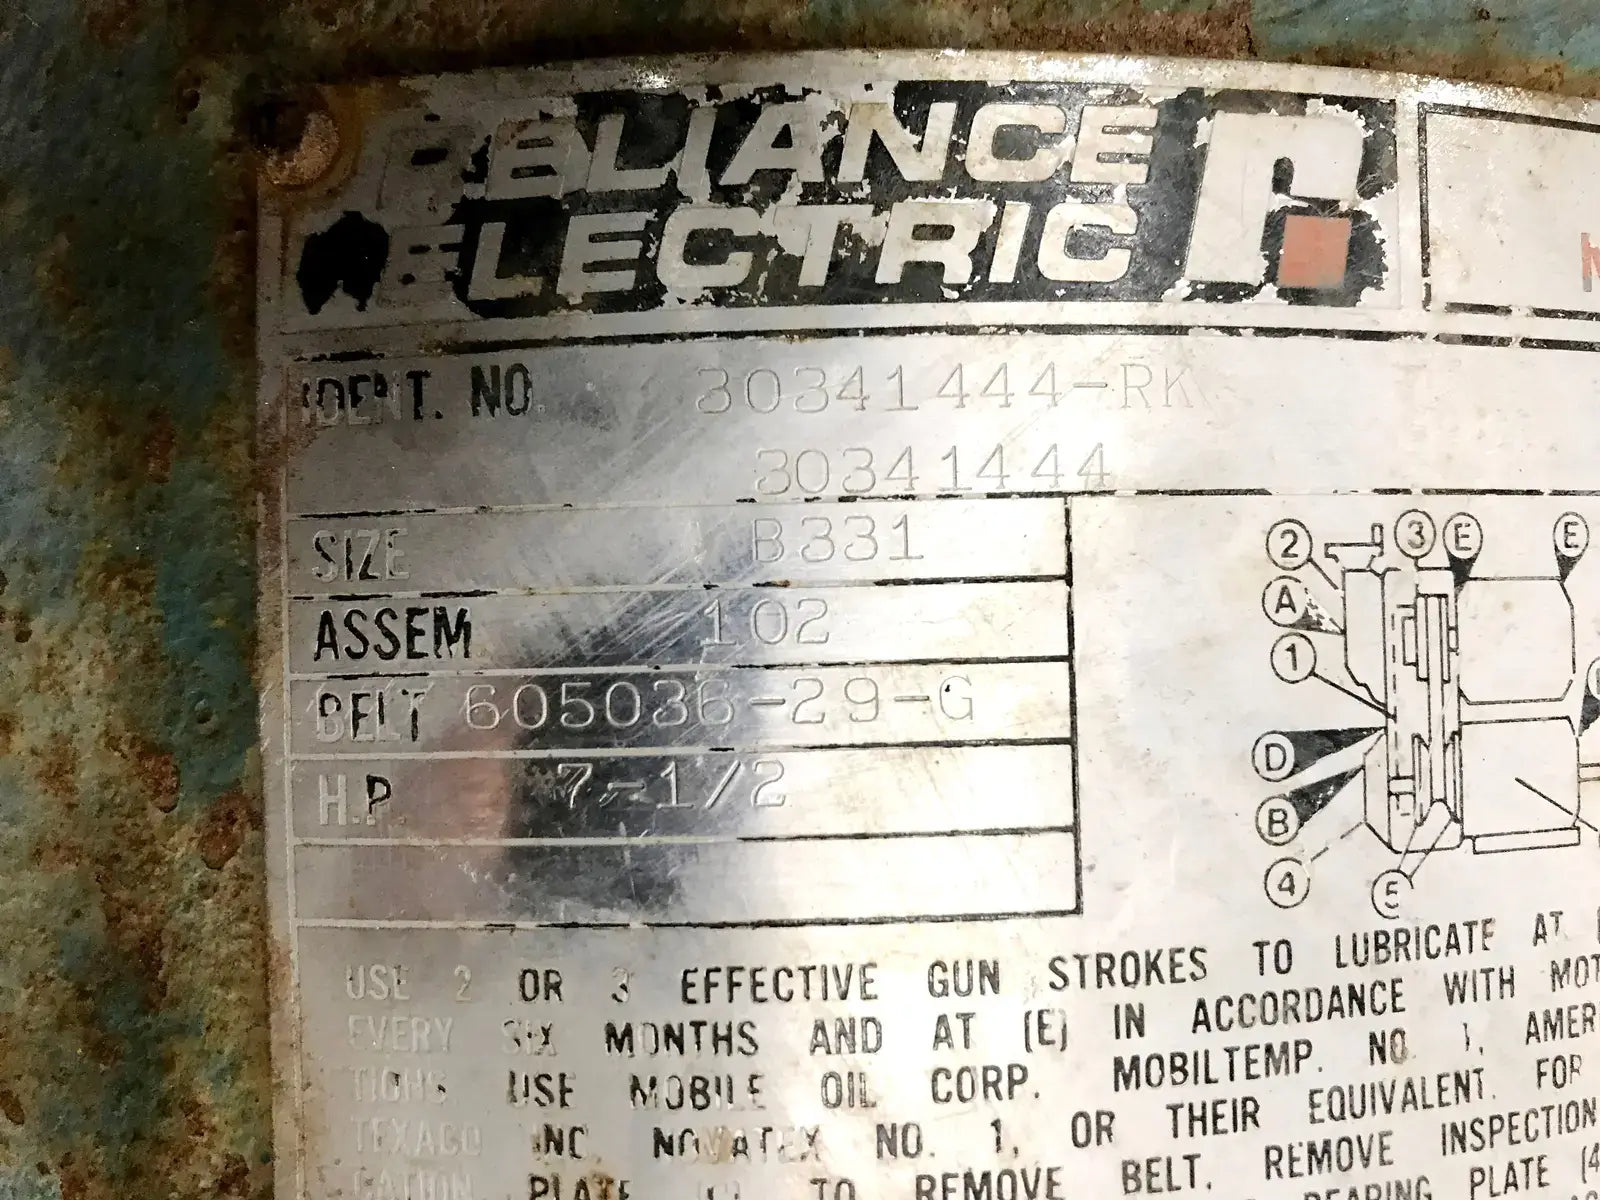 RELIANCE
ELECTRIC
IDENT. NO. 30341444-RK
30341444
SIZE B331
ASSEM 102
BELT 605036-29-G
H.P. 7-1/2
2 3 E E
A
1
D
B
4 5
USE 2 OR 3 EFFECTIVE GUN STROKES TO LUBRICATE AT
EVERY SIX MONTHS AND AT (E) IN ACCORDANCE WITH
TIONS USE MOBILE OIL CORP. MOBILTEMP. NO. 1,
TEXACO INC. NOVATEX NO. 1, OR THEIR EQUIVALENT. FOR
PLATE TO REMOVE BELT, REMOVE INSPECTION
BEARING PLATE (4